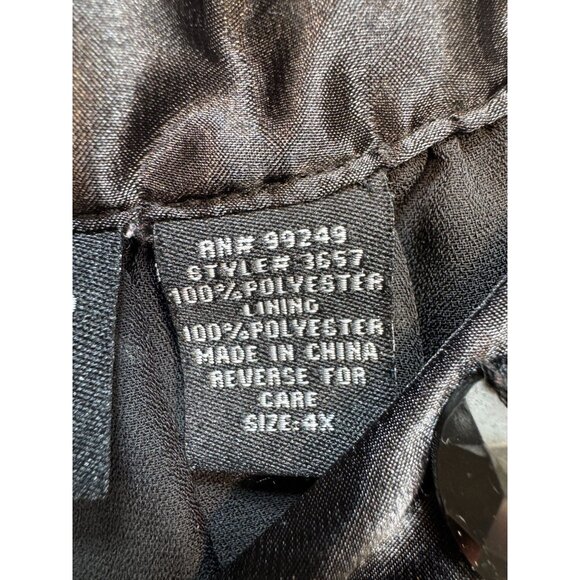 RN# 99249
STYLE# 3657
100%POLYESTER
LINING
100%POLYESTER
MADE IN CHINA
REVERSE FOR
CARE
SIZE:4X